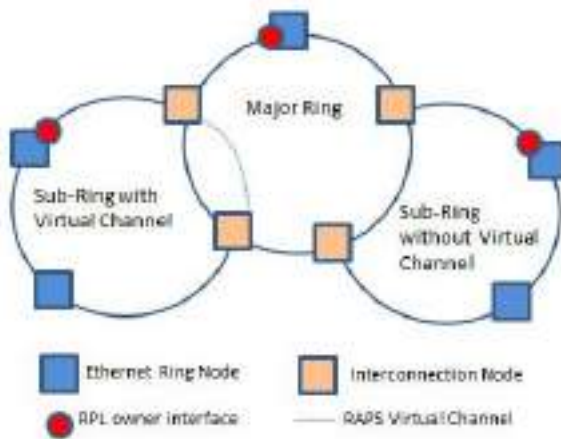 Major Ring
Sub-Ring with
Virtual Channel
Sub-Ring
without Virtual
Channel
Ethernet Ring Node
Interconnection Node
RPL owner interface
RAPS Virtual Channel